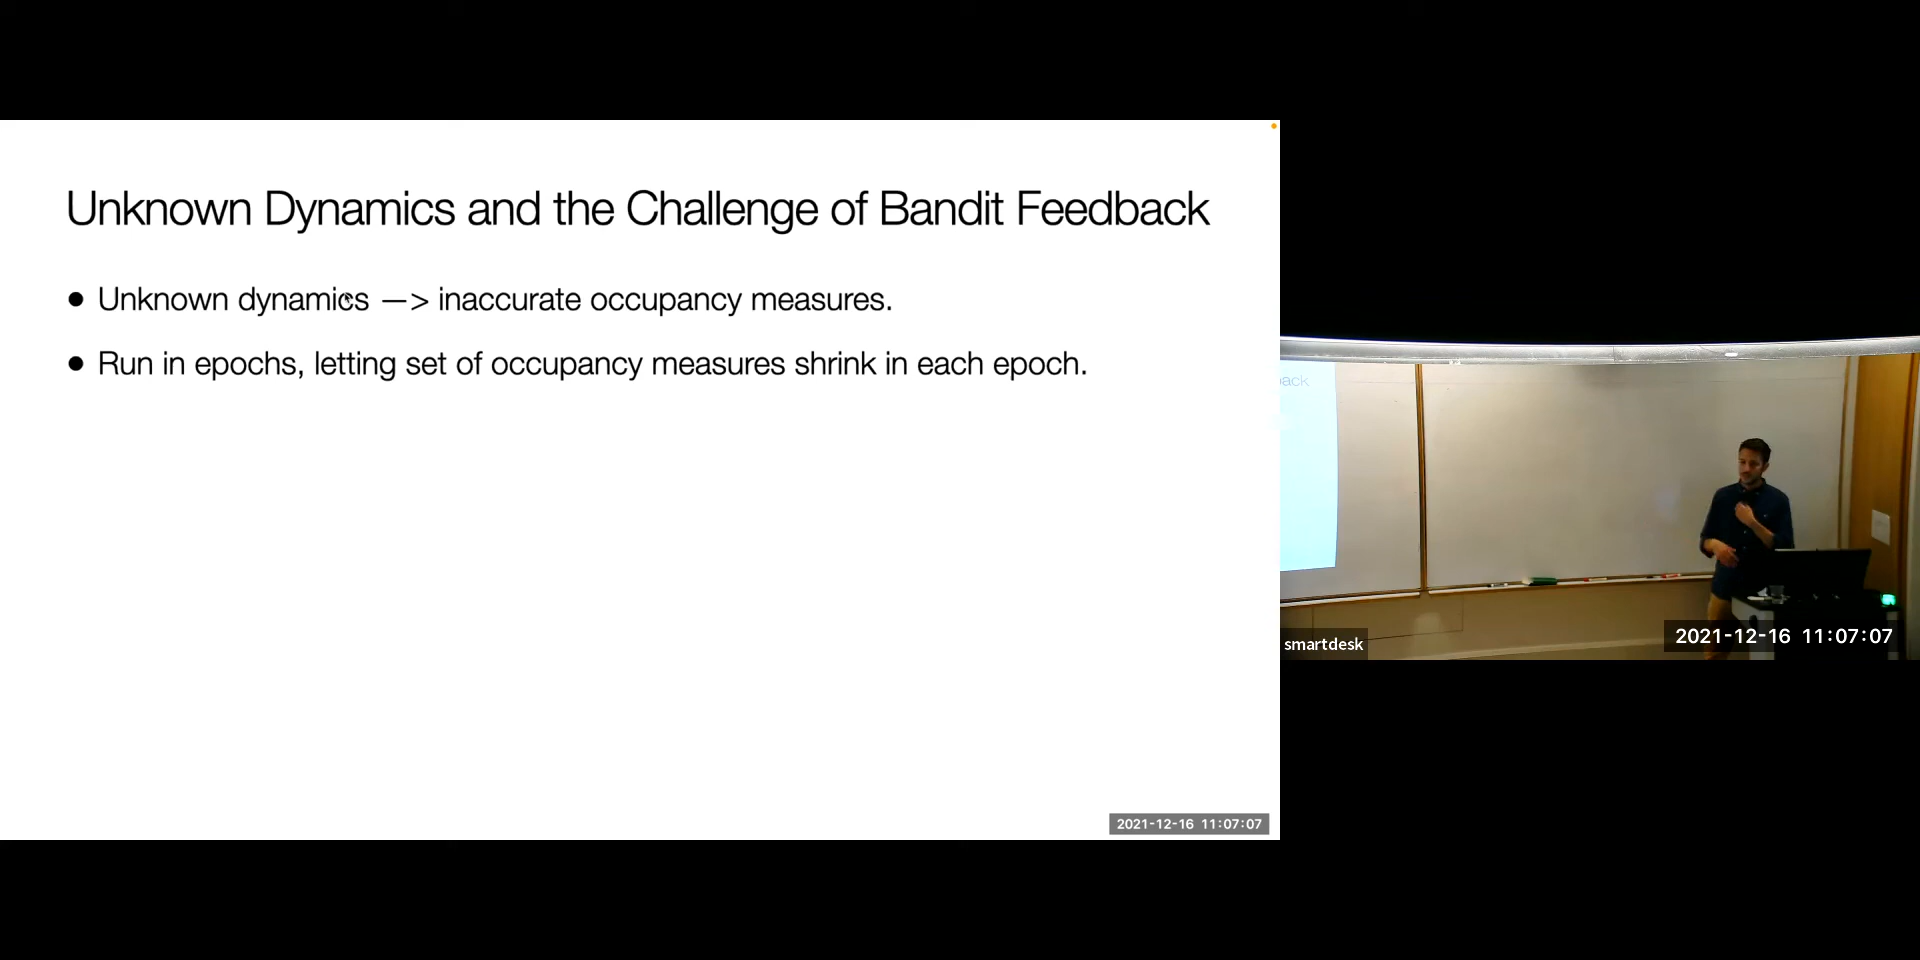 Unknown Dynamics and the Challenge of Bandit Feedback
● Unknown dynamics —> inaccurate occupancy measures.
● Run in epochs, letting set of occupancy measures shrink in each epoch.
2021-12-16 11:07:07
back
smartdesk
2021-12-16 11:07:07